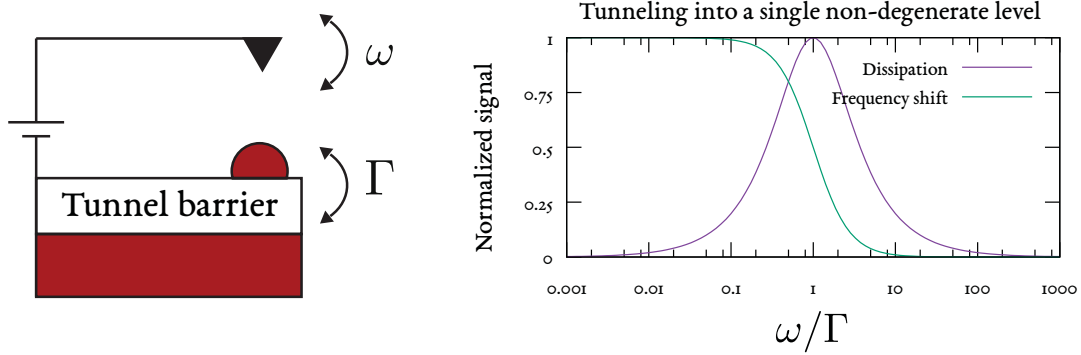 ω
Γ
Tunnel barrier
Tunneling into a single non-degenerate level
Normalized signal
1
0.75
0.5
0.25
0
Dissipation
Frequency shift
0.001 0.01 0.1 1 10 100 1000
ω/Γ